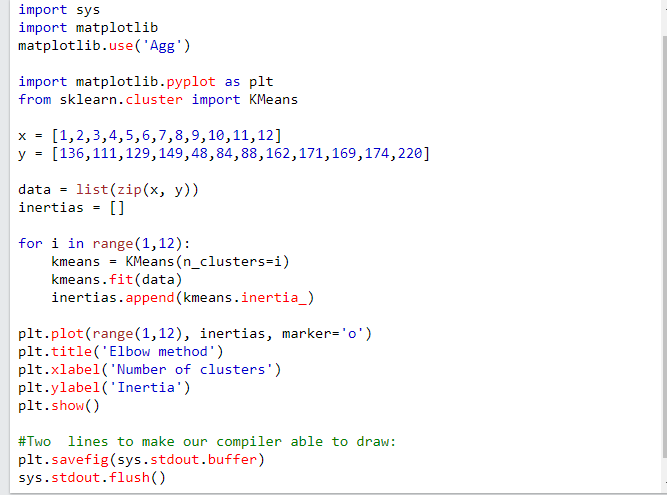 import sys
import matplotlib
matplotlib.use('Agg')

import matplotlib.pyplot as plt
from sklearn.cluster import KMeans

x = [1,2,3,4,5,6,7,8,9,10,11,12]
y = [136,111,129,149,48,84,88,162,171,169,174,220]

data = list(zip(x, y))
inertias = []

for i in range(1,12):
    kmeans = KMeans(n_clusters=i)
    kmeans.fit(data)
    inertias.append(kmeans.inertia_)

plt.plot(range(1,12), inertias, marker='o')
plt.title('Elbow method')
plt.xlabel('Number of clusters')
plt.ylabel('Inertia')
plt.show()

#Two  lines to make our compiler able to draw:
plt.savefig(sys.stdout.buffer)
sys.stdout.flush()